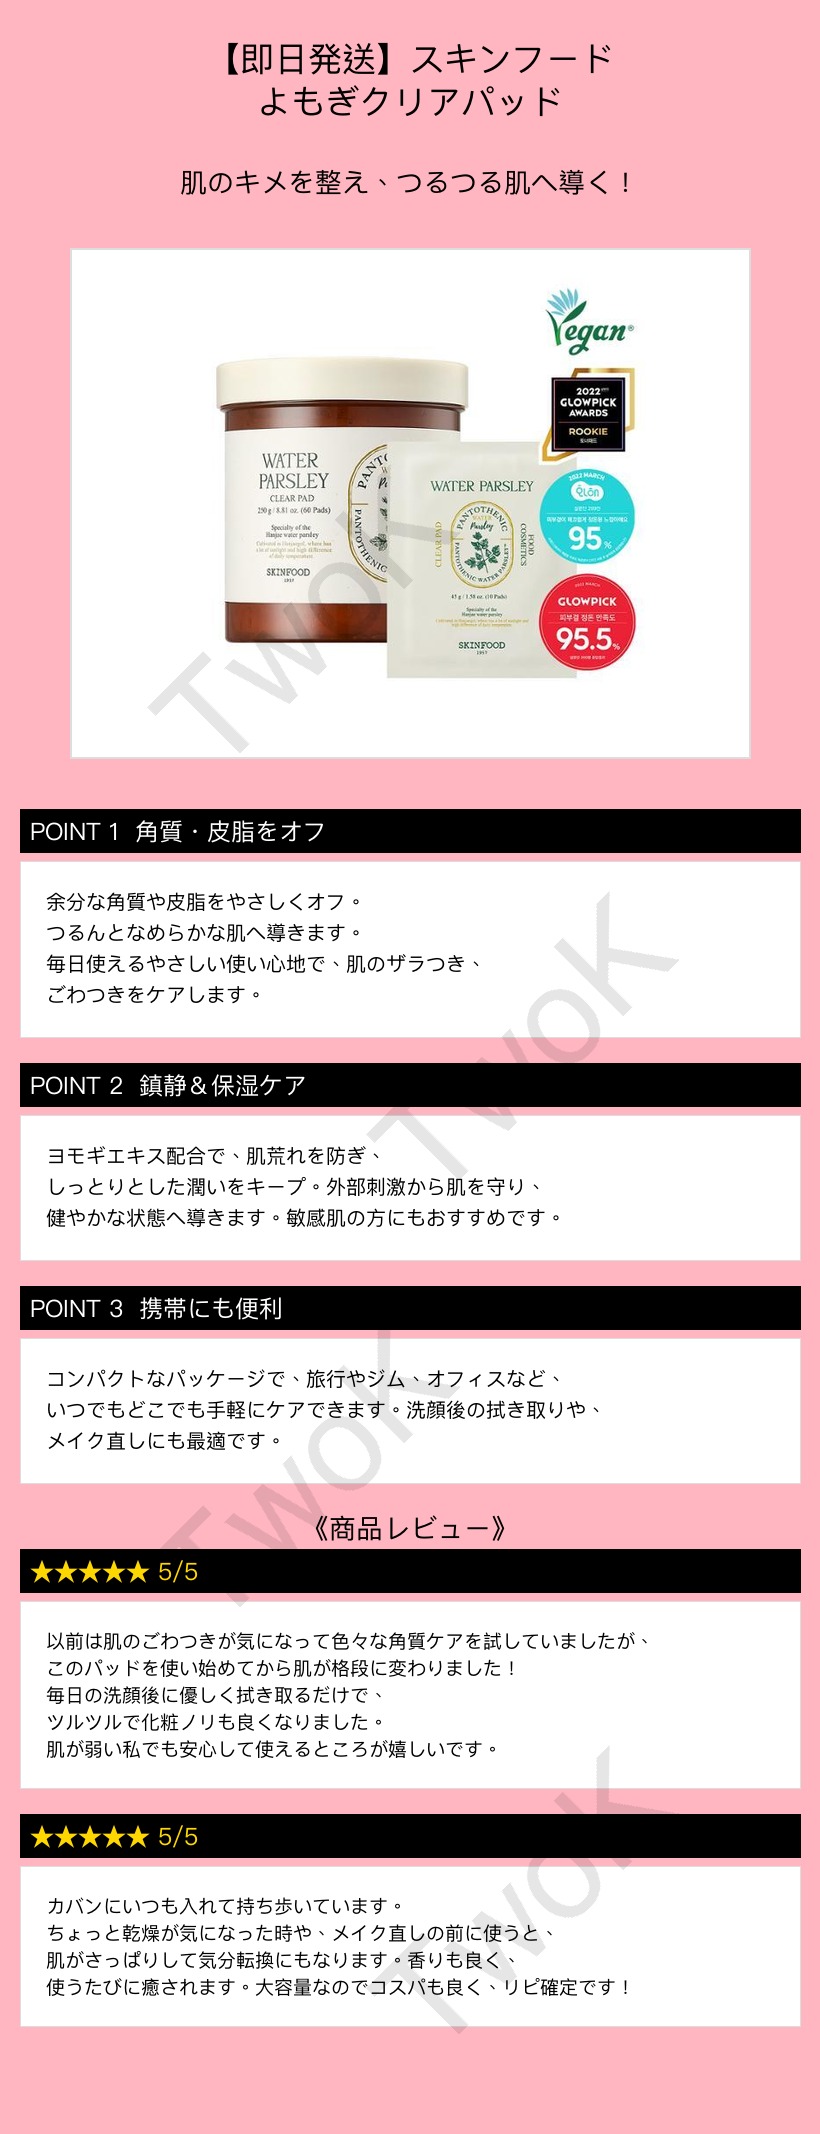 【即日発送】スキンフード
よもぎクリアパッド
肌のキメを整え、つるつる肌へ導く！
Vegan®
2022
GLOWPICK
AWARDS
ROOKIE
토너패드
WATER
PARSLEY
CLEAR PAD
250 g / 8.81 oz. (60 Pads)
Specialty of the
Hanjae water parsley
SKINFOOD
1957
WATER PARSLEY
PANTOTHENIC
WATER
Parsley
PANTOTHENIC WATER PARSLEY
CLEAR PAD
FOOD
COSMETICS
45 g / 1.58 oz. (10 Pads)
Specialty of the
Hanjae water parsley
SKINFOOD
1957
2022 MARCH
95%
GLOWPICK
피부결 정돈 만족도
95.5%
TwoK
POINT 1 角質・皮脂をオフ
余分な角質や皮脂をやさしくオフ。
つるんとなめらかな肌へ導きます。
毎日使えるやさしい使い心地で、肌のザラつき、
ごわつきをケアします。
TwoK
POINT 2 鎮静＆保湿ケア
ヨモギエキス配合で、肌荒れを防ぎ、
しっとりとした潤いをキープ。外部刺激から肌を守り、
健やかな状態へ導きます。敏感肌の方にもおすすめです。
POINT 3 携帯にも便利
コンパクトなパッケージで、旅行やジム、オフィスなど、
いつでもどこでも手軽にケアできます。洗顔後の拭き取りや、
メイク直しにも最適です。
TwoK
《商品レビュー》
★★★★★ 5/5
以前は肌のごわつきが気になって色々な角質ケアを試していましたが、
このパッドを使い始めてから肌が格段に変わりました！
毎日の洗顔後に優しく拭き取るだけで、
ツルツルで化粧ノリも良くなりました。
肌が弱い私でも安心して使えるところが嬉しいです。
★★★★★ 5/5
カバンにいつも入れて持ち歩いています。
ちょっと乾燥が気になった時や、メイク直しの前に使うと、
肌がさっぱりして気分転換にもなります。香りも良く、
使うたびに癒されます。大容量なのでコスパも良く、リピ確定です！
TwoK